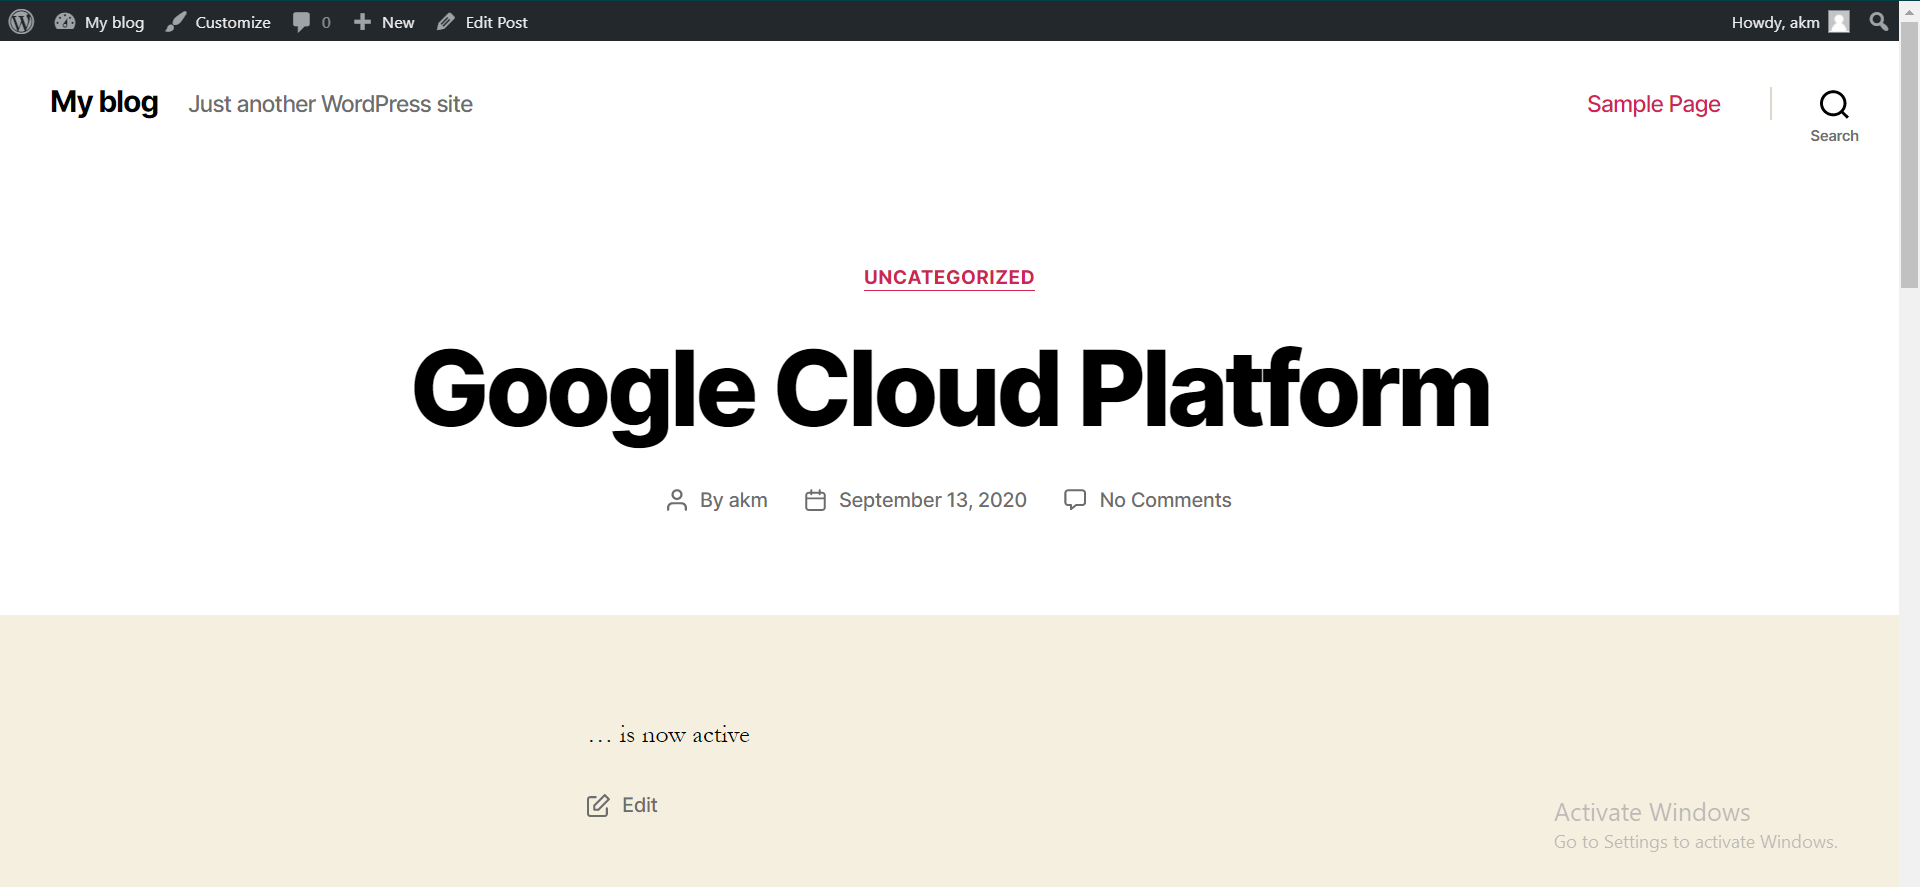 My blog Customize 0 New Edit Post Howdy, akm
My blog Just another WordPress site Sample Page
Search
UNCATEGORIZED
Google Cloud Platform
By akm September 13, 2020 No Comments
… is now active
Edit
Activate Windows
Go to Settings to activate Windows.